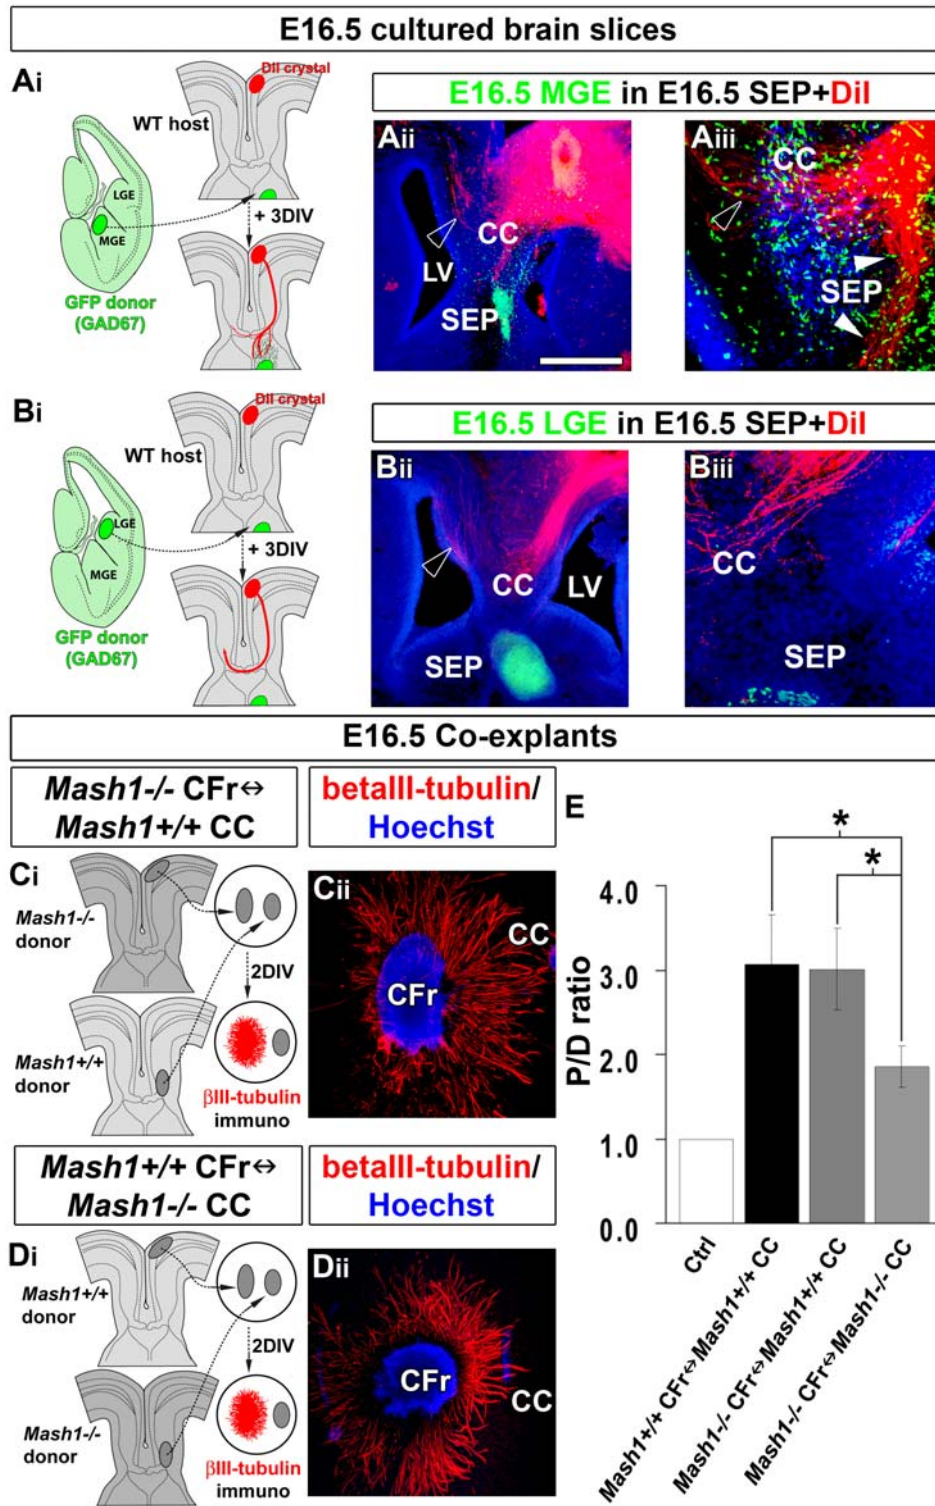 E16.5 cultured brain slices
Ai
DiI crystal
WT host
LGE
MGE
+ 3DIV
GFP donor
(GAD67)
E16.5 MGE in E16.5 SEP+DiI
Aii
CC
LV
SEP
Aiii
CC
SEP
Bi
DiI crystal
WT host
LGE
MGE
+ 3DIV
GFP donor
(GAD67)
E16.5 LGE in E16.5 SEP+DiI
Bii
CC
LV
SEP
Biii
CC
SEP
E16.5 Co-explants
Mash1-/- CFr↔
Mash1+/+ CC
betaIII-tubulin/
Hoechst
Ci
Mash1-/-
donor
2DIV
Mash1+/+
donor
βIII-tubulin
immuno
Cii
CC
CFr
Mash1+/+ CFr↔
Mash1-/- CC
betaIII-tubulin/
Hoechst
Di
Mash1+/+
donor
2DIV
Mash1-/-
donor
βIII-tubulin
immuno
Dii
CFr
CC
E
*
*
4.0
3.0
2.0
1.0
0.0
P/D ratio
Ctrl
Mash1+/+ CFr↔Mash1+/+ CC
Mash1-/- CFr↔Mash1+/+ CC
Mash1-/- CFr↔Mash1-/- CC